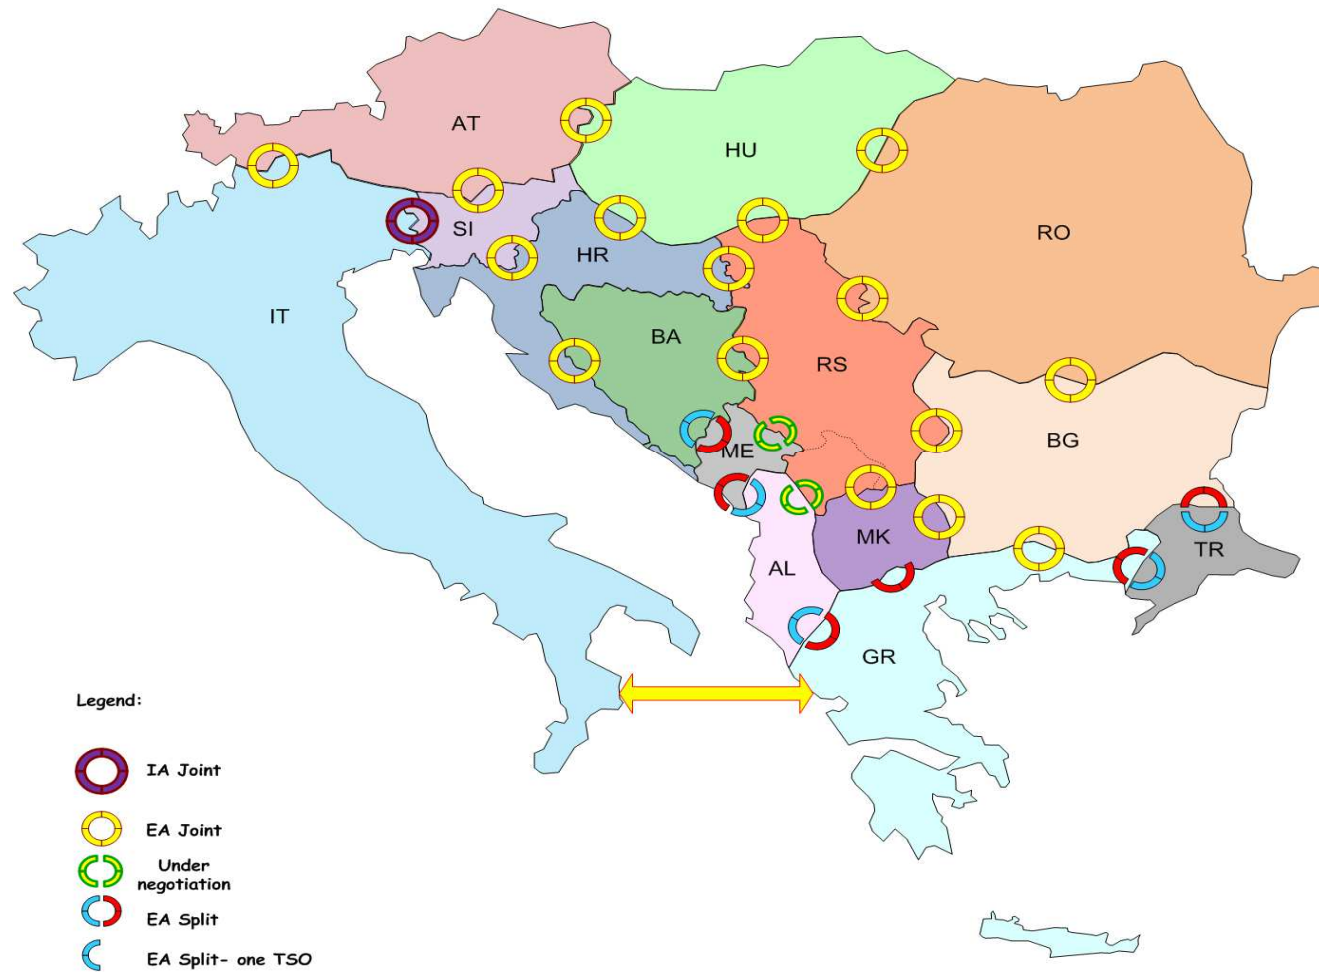 AT
HU
RO
SI
HR
IT
BA
RS
BG
ME
MK
TR
AL
GR
Legend:
IA Joint
EA Joint
Under
negotiation
EA Split
EA Split- one TSO